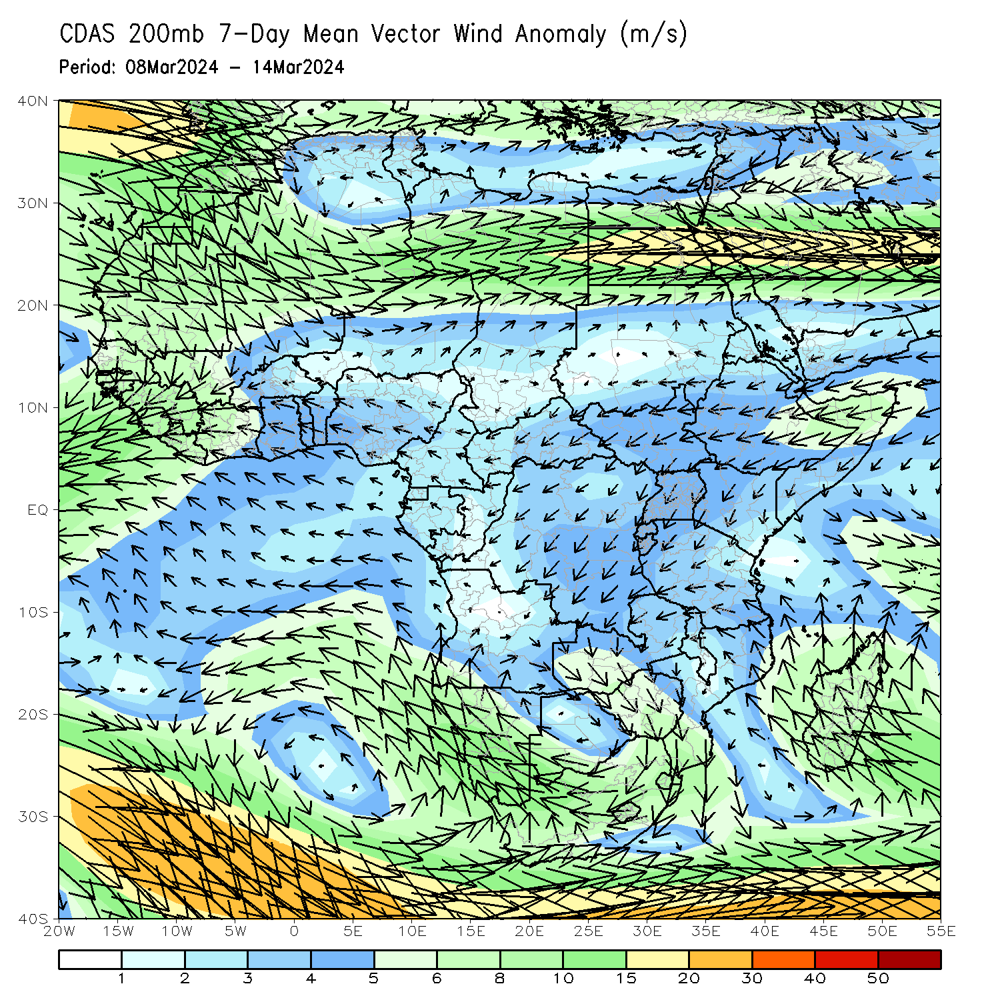 CDAS 200mb 7-Day Mean Vector Wind Anomaly (m/s)
Period: 08Mar2024 - 14Mar2024
40N
30N
20N
10N
EQ
10S
20S
30S
40S
20W 15W 10W 5W 0 5E 10E 15E 20E 25E 30E 35E 40E 45E 50E 55E
1 2 3 4 5 6 8 10 15 20 30 40 50